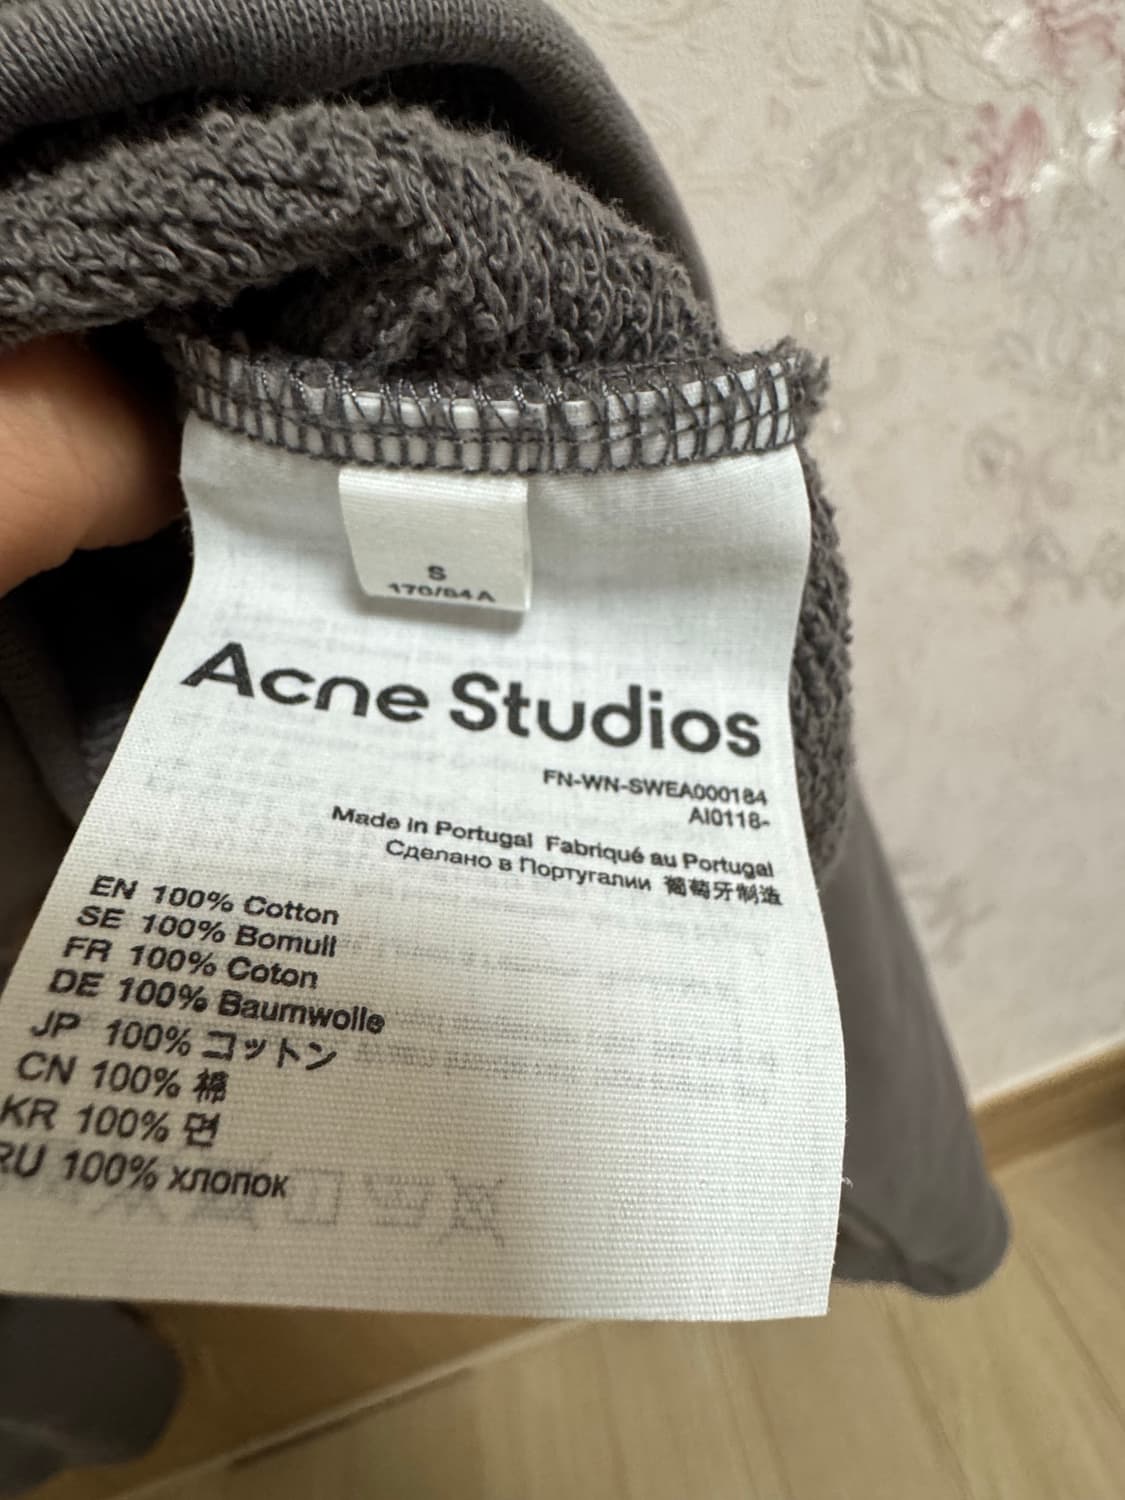 S
170/84A
Acne Studios
FN-WN-SWEA000184
AI0118-
Made in Portugal Fabriqué au Portugal
Сделано в Португалии 葡萄牙制造
EN 100% Cotton
SE 100% Bomull
FR 100% Coton
DE 100% Baumwolle
JP 100% コットン
CN 100% 棉
KR 100% 면
RU 100% хлопок